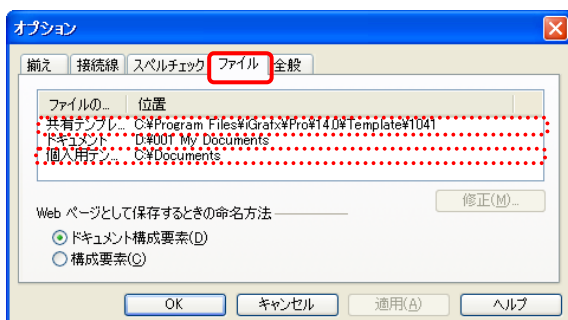 オプション
揃え 接続線 スペルチェック ファイル 全般
ファイルの... 位置
共有テンプレ... C:¥Program Files¥iGrafx¥Pro¥14.0¥Template¥1041
ドキュメント D:¥001 My Documents
個人用テン... C:¥Documents
修正(M)...
Web ページとして保存するときの命名方法
ドキュメント構成要素(D)
構成要素(C)
OK キャンセル 適用(A) ヘルプ